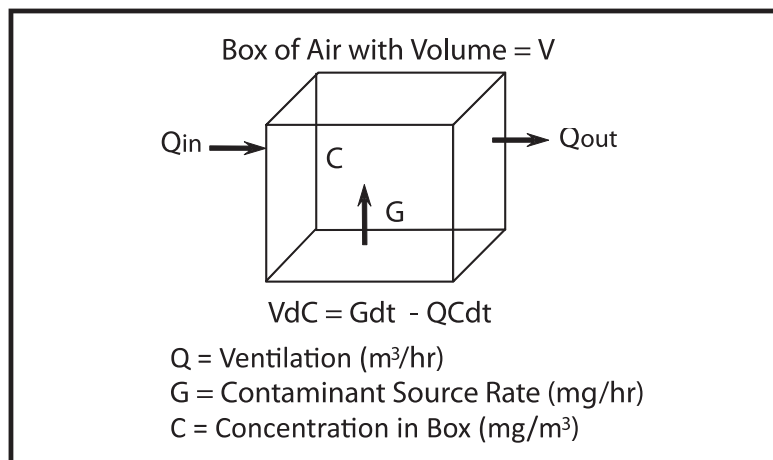 Box of Air with Volume = V
Qin
Qout
C
G
VdC = Gdt - QCdt
Q = Ventilation (m³/hr)
G = Contaminant Source Rate (mg/hr)
C = Concentration in Box (mg/m³)